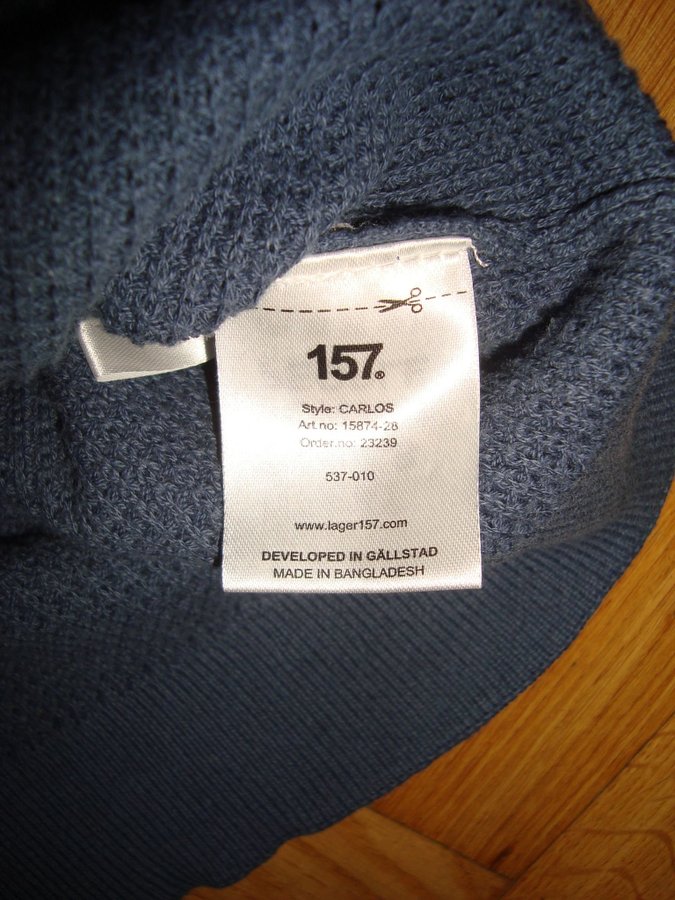 157®
Style: CARLOS
Art.no: 15874-28
Order.no: 23239
537-010
www.lager157.com
DEVELOPED IN GÄLLSTAD
MADE IN BANGLADESH